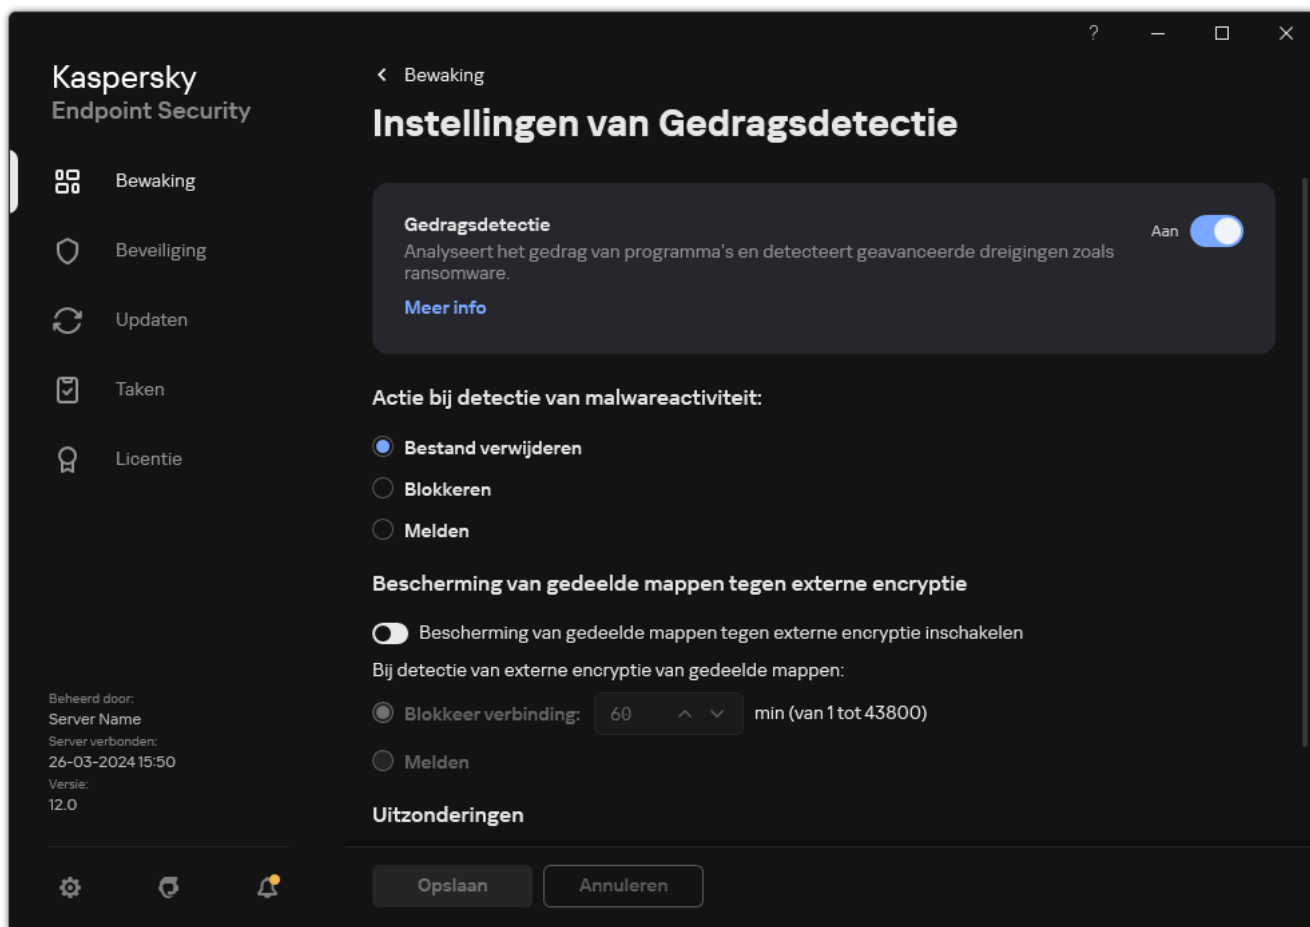 ?
Kaspersky
Endpoint Security
Bewaking
Beveiliging
Updaten
Taken
Licentie
Beheerd door:
Server Name
Server verbonden:
26-03-2024 15:50
Versie:
12.0
Bewaking
Instellingen van Gedragsdetectie
Gedragsdetectie
Aan
Analyseert het gedrag van programma's en detecteert geavanceerde dreigingen zoals
ransomware.
Meer info
Actie bij detectie van malwareactiviteit:
Bestand verwijderen
Blokkeren
Melden
Bescherming van gedeelde mappen tegen externe encryptie
Bescherming van gedeelde mappen tegen externe encryptie inschakelen
Bij detectie van externe encryptie van gedeelde mappen:
Blokkeer verbinding: 60 min (van 1 tot 43800)
Melden
Uitzonderingen
Opslaan Annuleren